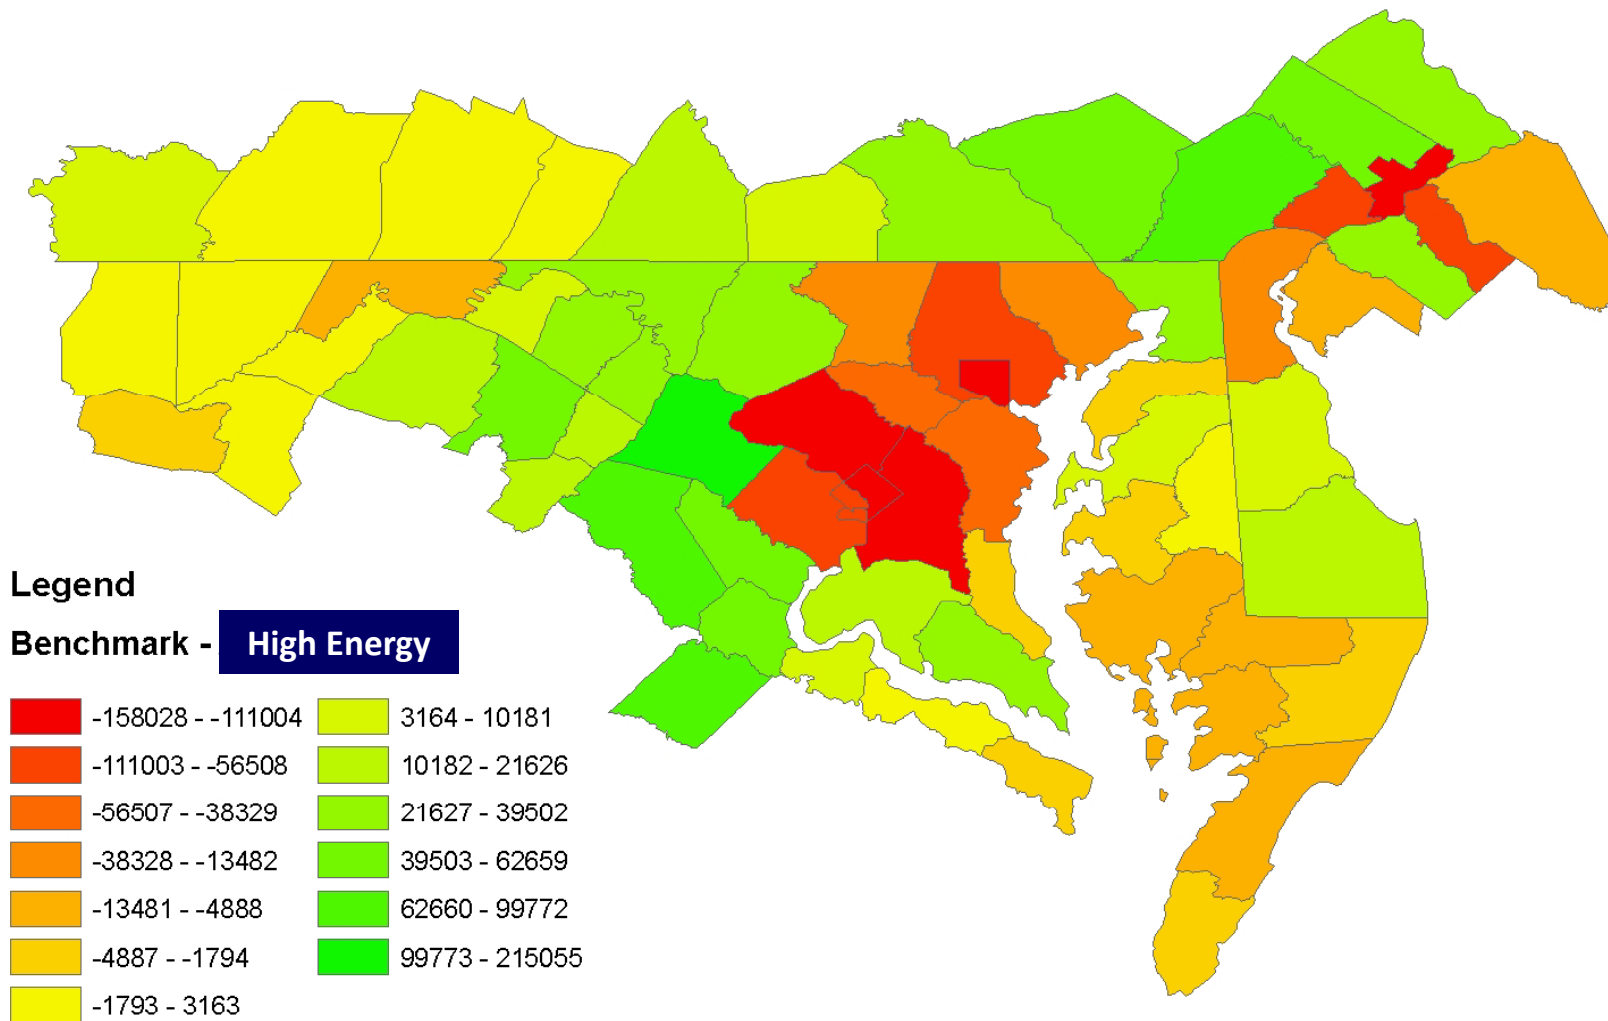 Legend
Benchmark - High Energy
-158028 - -111004
-111003 - -56508
-56507 - -38329
-38328 - -13482
-13481 - -4888
-4887 - -1794
-1793 - 3163
3164 - 10181
10182 - 21626
21627 - 39502
39503 - 62659
62660 - 99772
99773 - 215055